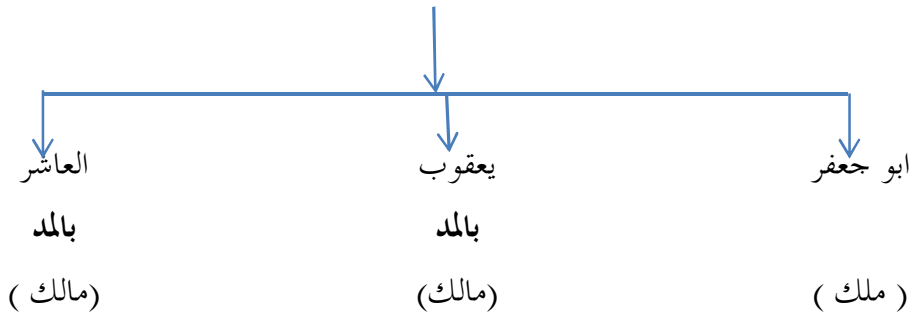 ابو جعفر يعقوب العاشر
بالمد بالمد
( ملك ) (مالك) (مالك )